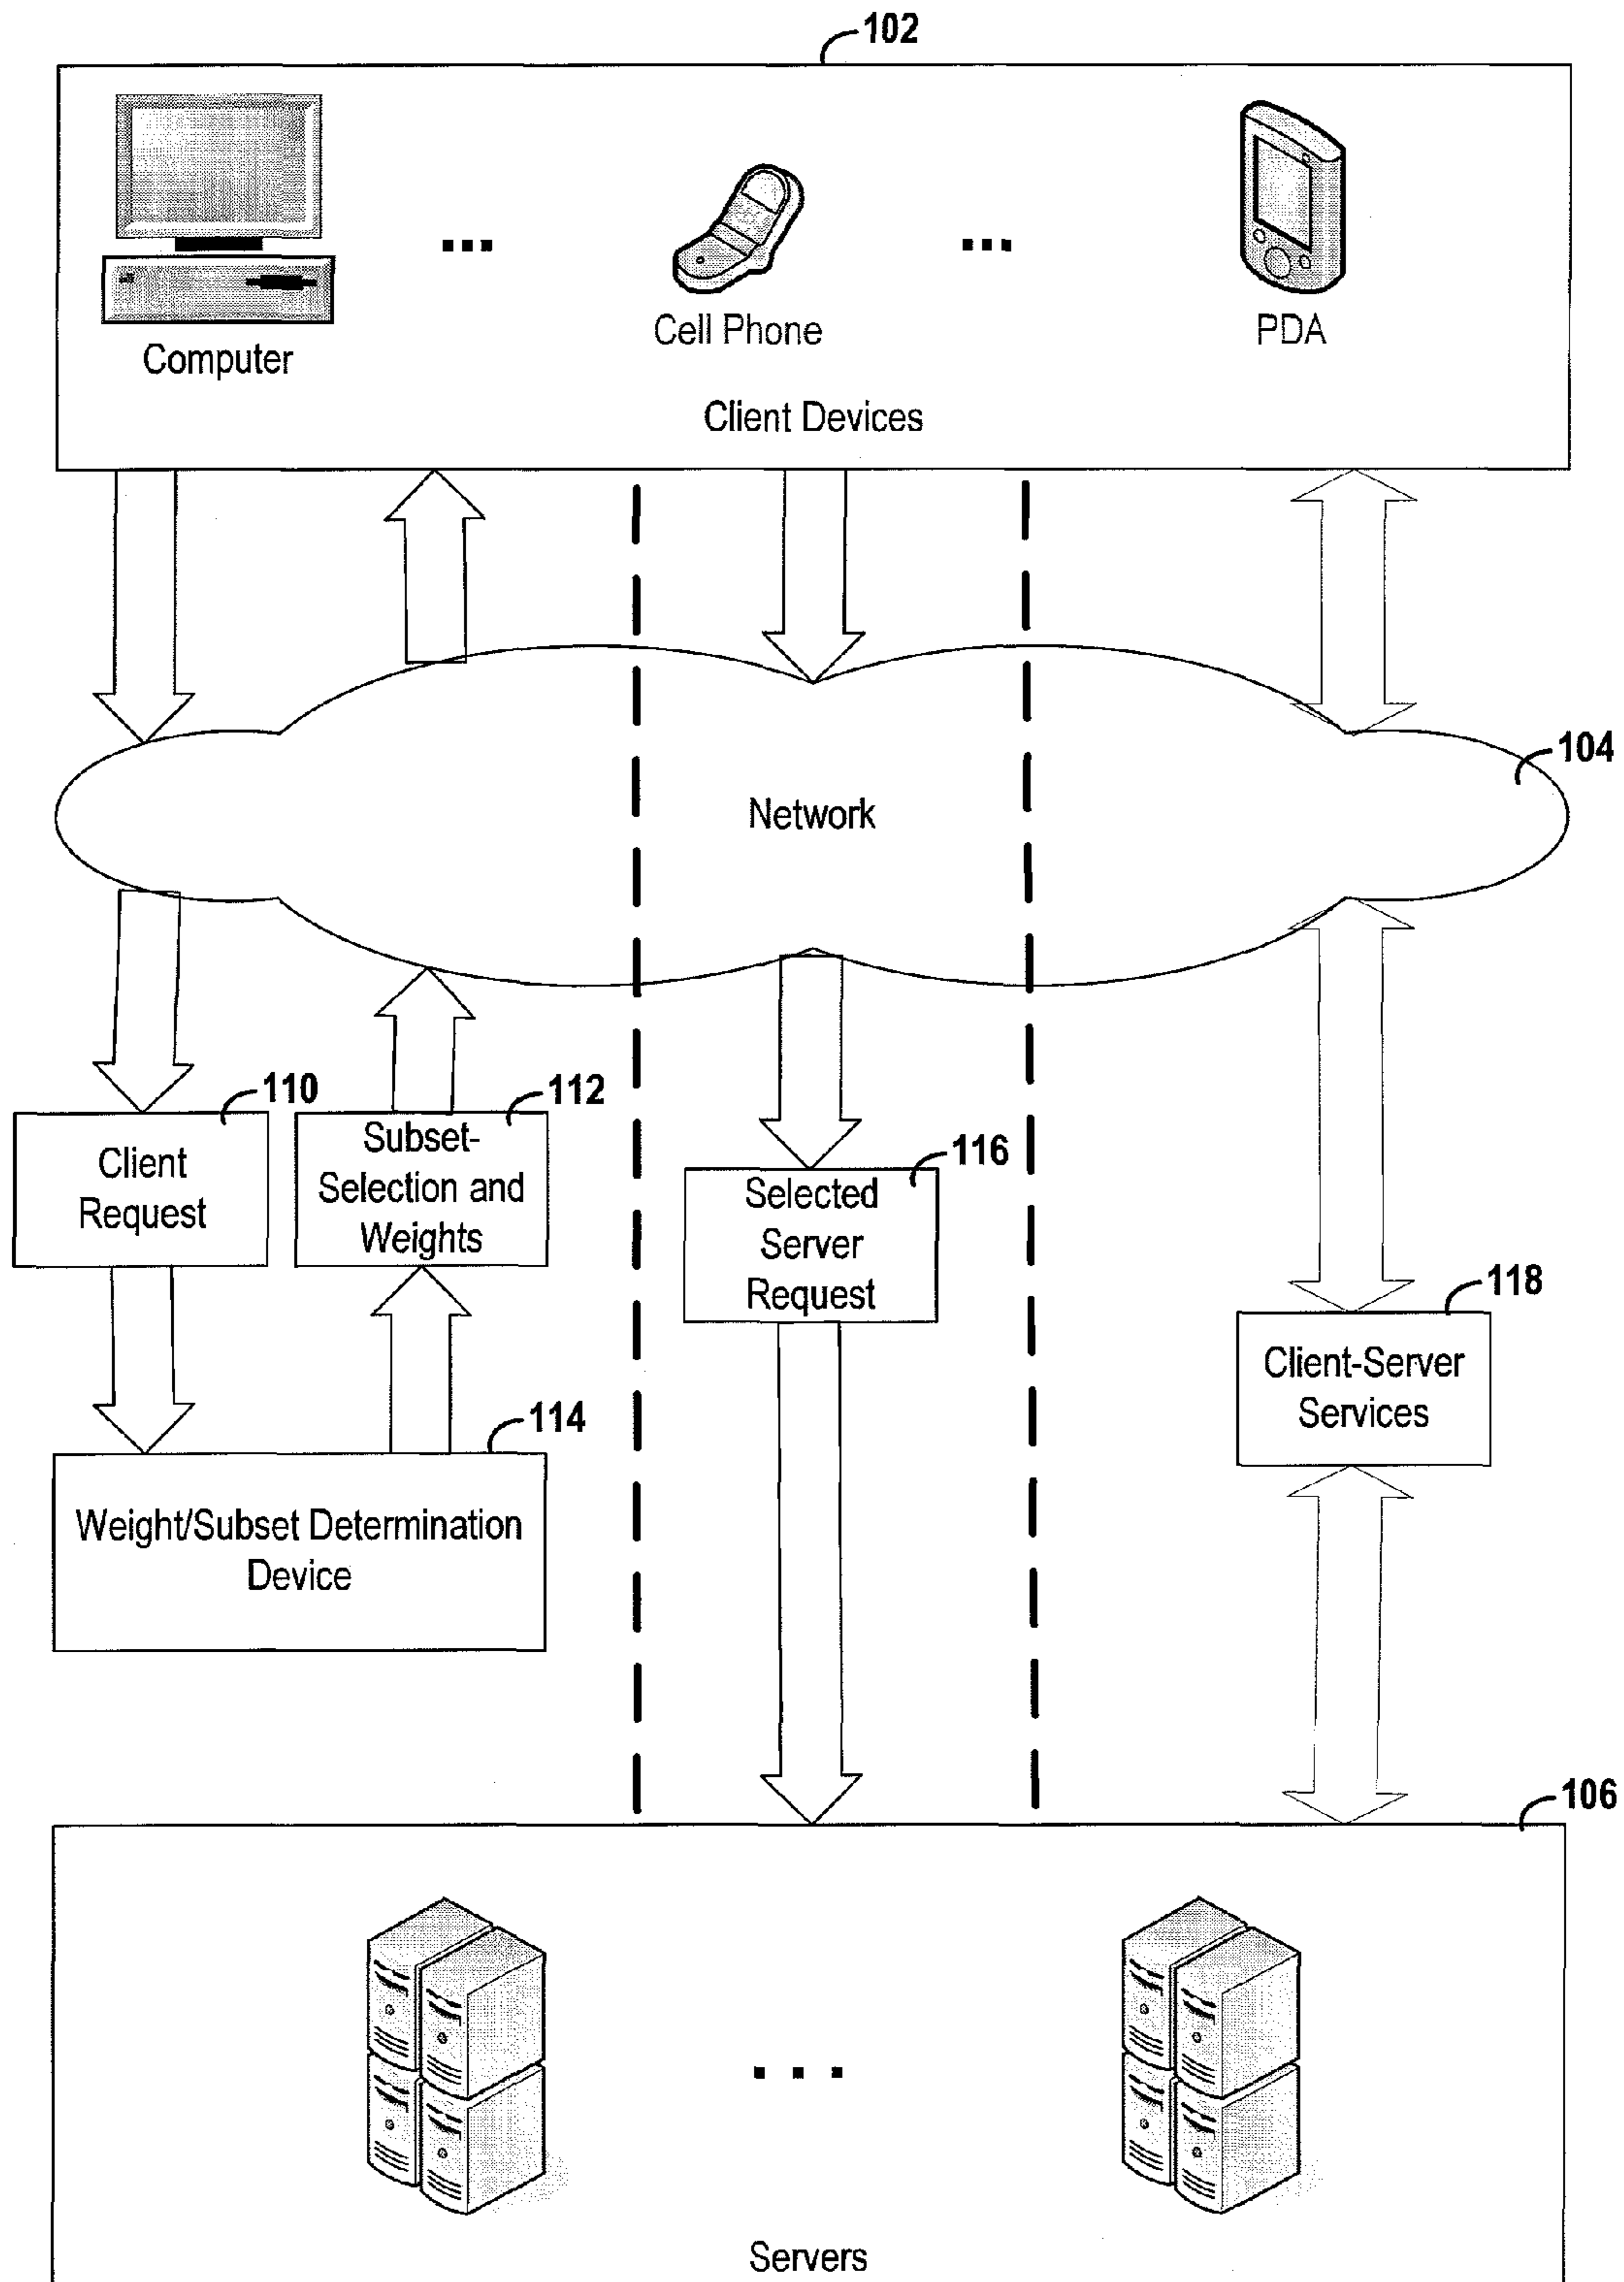 102
Computer
Cell Phone
PDA
Client Devices
104
Network
110
Client
Request
112
Subset-
Selection and
Weights
116
Selected
Server
Request
118
Client-Server
Services
114
Weight/Subset Determination
Device
106
Servers